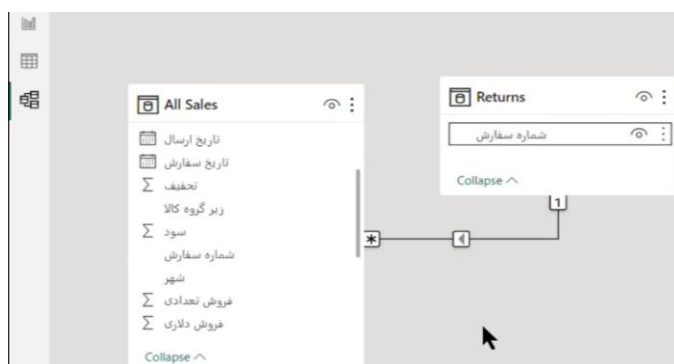 All Sales
تاریخ ارسال
تاریخ سفارش
تخفیف
زیر گروه کالا
سود
شماره سفارش
شهر
فروش تعدادی
فروش دلاری
Collapse
Returns
شماره سفارش
Collapse
1
*